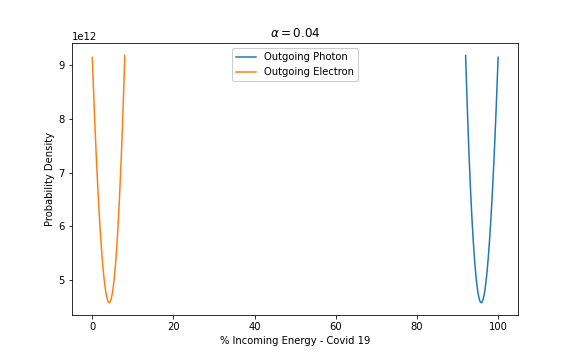 α = 0.04
1e12
Outgoing Photon
Outgoing Electron
9
8
7
6
5
Probability Density
0 20 40 60 80 100
% Incoming Energy - Covid 19